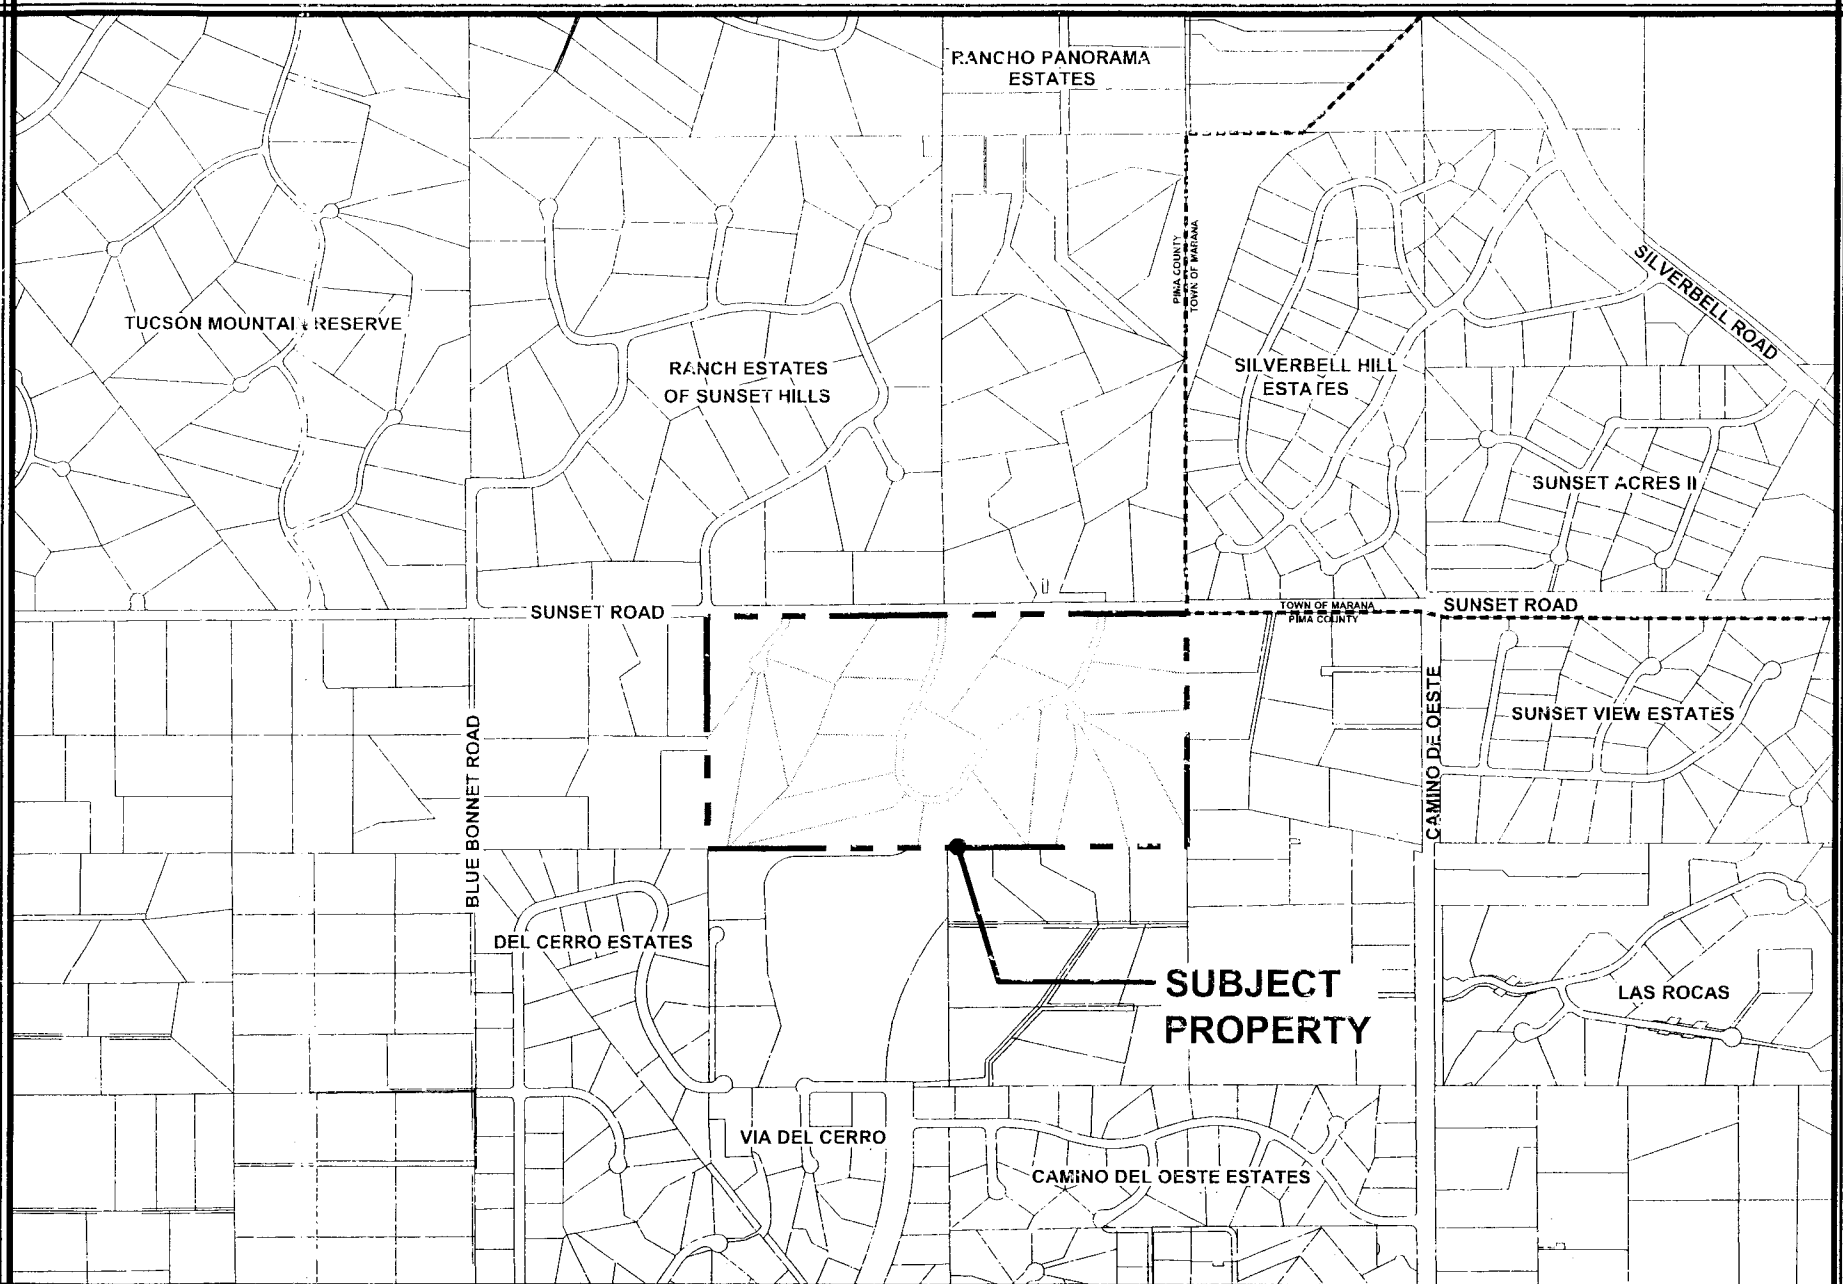 RANCHO PANORAMA
ESTATES
PIMA COUNTY
TOWN OF MARANA
SILVERBELL ROAD
TUCSON MOUNTAIN RESERVE
RANCH ESTATES
OF SUNSET HILLS
SILVERBELL HILL
ESTATES
SUNSET ACRES II
SUNSET ROAD
TOWN OF MARANA
PIMA COUNTY
SUNSET ROAD
BLUE BONNET ROAD
CAMINO DE OESTE
SUNSET VIEW ESTATES
DEL CERRO ESTATES
SUBJECT
PROPERTY
LAS ROCAS
VIA DEL CERRO
CAMINO DEL OESTE ESTATES